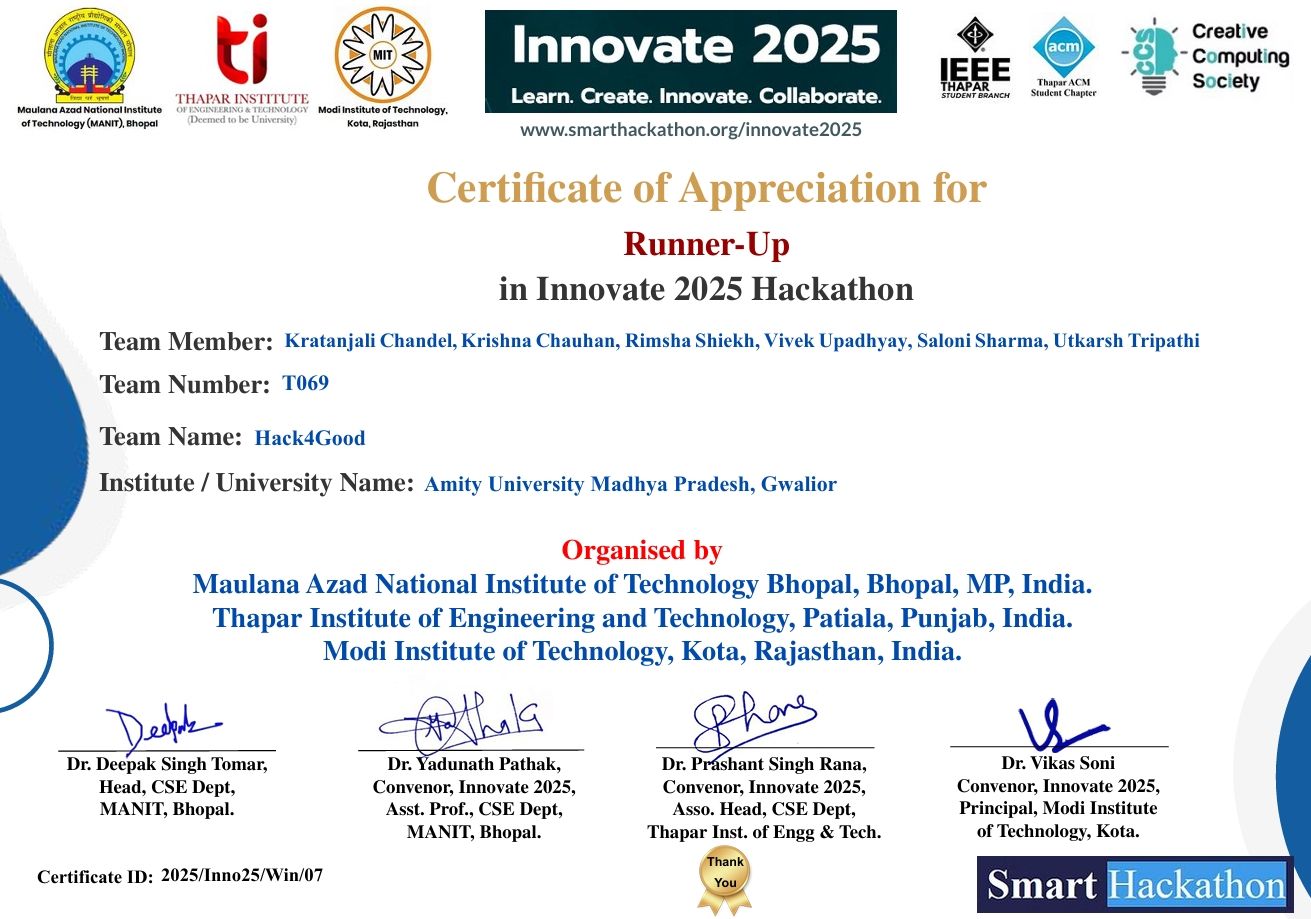 Maulana Azad National Institute
of Technology (MANIT), Bhopal
ti
THAPAR INSTITUTE
OF ENGINEERING & TECHNOLOGY
(Deemed to be University)
MIT
Modi Institute of Technology,
Kota, Rajasthan
Innovate 2025
Learn. Create. Innovate. Collaborate.
www.smarthackathon.org/innovate2025
IEEE
THAPAR
STUDENT BRANCH
acm
Thapar ACM
Student Chapter
CCS
Creative
Computing
Society
Certificate of Appreciation for
Runner-Up
in Innovate 2025 Hackathon
Team Member: Kratanjali Chandel, Krishna Chauhan, Rimsha Shiekh, Vivek Upadhyay, Saloni Sharma, Utkarsh Tripathi
Team Number: T069
Team Name: Hack4Good
Institute / University Name: Amity University Madhya Pradesh, Gwalior
Organised by
Maulana Azad National Institute of Technology Bhopal, Bhopal, MP, India.
Thapar Institute of Engineering and Technology, Patiala, Punjab, India.
Modi Institute of Technology, Kota, Rajasthan, India.
Dr. Deepak Singh Tomar,
Head, CSE Dept,
MANIT, Bhopal.
Dr. Yadunath Pathak,
Convenor, Innovate 2025,
Asst. Prof., CSE Dept,
MANIT, Bhopal.
Dr. Prashant Singh Rana,
Convenor, Innovate 2025,
Asso. Head, CSE Dept,
Thapar Inst. of Engg & Tech.
Dr. Vikas Soni
Convenor, Innovate 2025,
Principal, Modi Institute
of Technology, Kota.
Certificate ID: 2025/Inno25/Win/07
Thank
You
Smart Hackathon